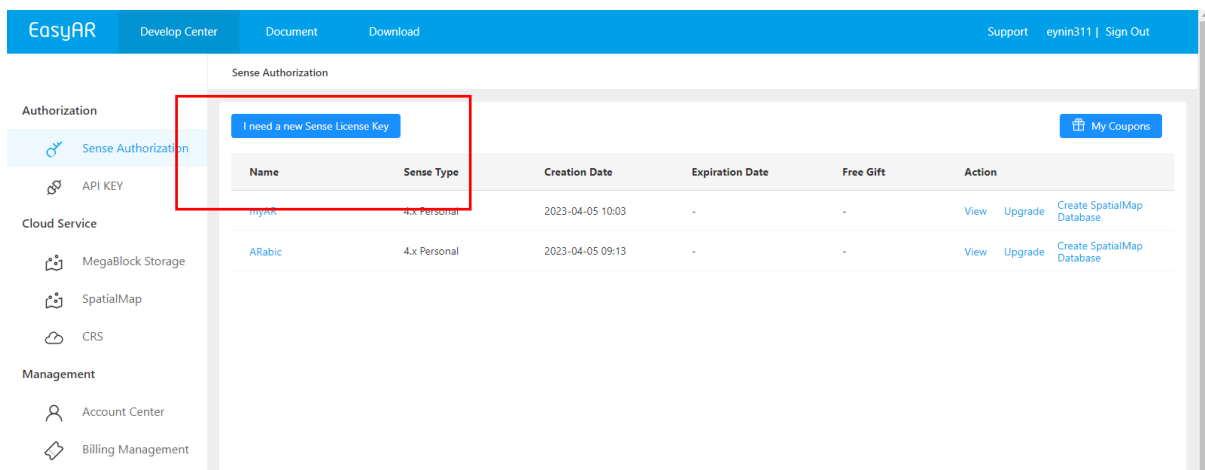 EasyAR Develop Center Document Download Support eynin311 | Sign Out
Sense Authorization
Authorization
Sense Authorization
API KEY
Cloud Service
MegaBlock Storage
SpatialMap
CRS
Management
Account Center
Billing Management
I need a new Sense License Key My Coupons
Name Sense Type Creation Date Expiration Date Free Gift Action
myAR 4.x Personal 2023-04-05 10:03 - - View Upgrade Create SpatialMap
Database
ARabic 4.x Personal 2023-04-05 09:13 - - View Upgrade Create SpatialMap
Database